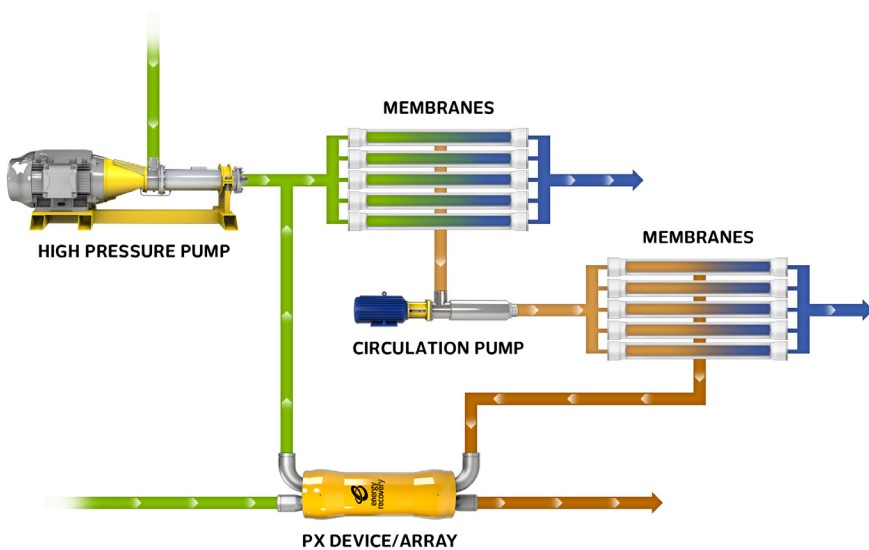 MEMBRANES
HIGH PRESSURE PUMP
MEMBRANES
CIRCULATION PUMP
energy
recovery
PX DEVICE/ARRAY